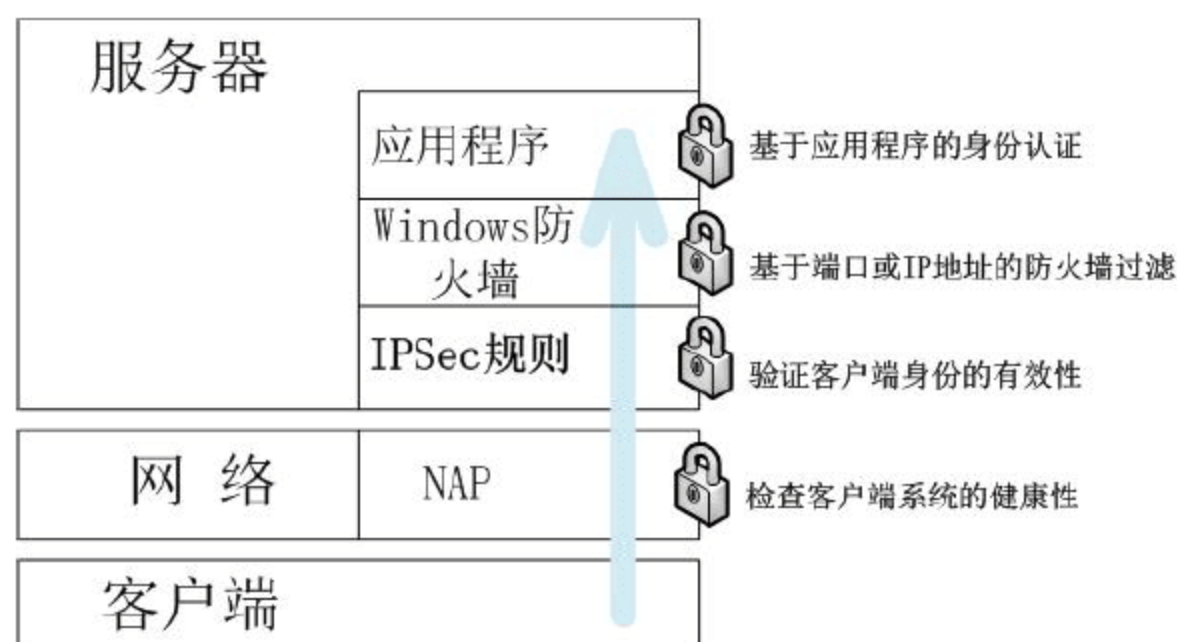 服务器
应用程序
基于应用程序的身份认证
Windows防
火墙
基于端口或IP地址的防火墙过滤
IPSec规则
验证客户端身份的有效性
网 络
NAP
检查客户端系统的健康性
客户端